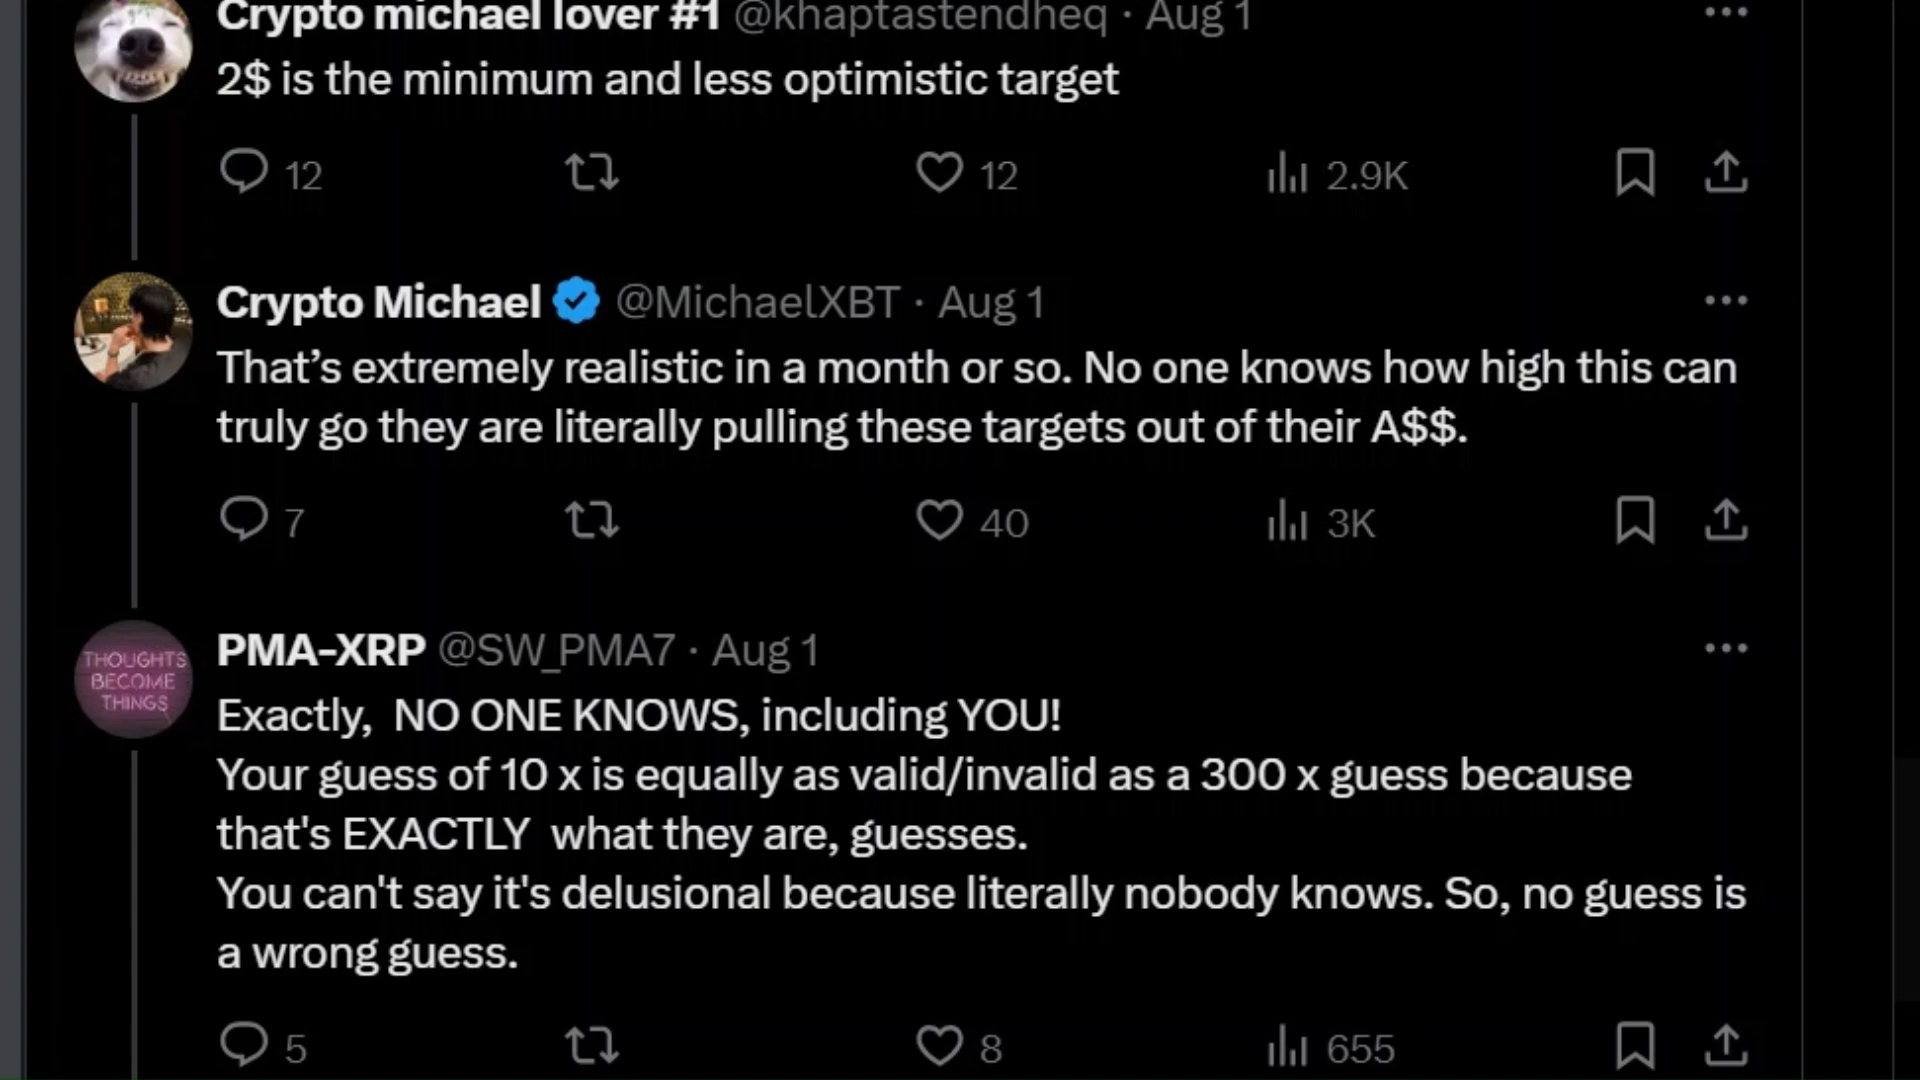 Crypto michael lover #1 @khaptastendheq · Aug 1
2$ is the minimum and less optimistic target
12 12 2.9K
Crypto Michael @MichaelXBT · Aug 1
That’s extremely realistic in a month or so. No one knows how high this can
truly go they are literally pulling these targets out of their A$$.
7 40 3K
THOUGHTS
BECOME
THINGS
PMA-XRP @SW_PMA7 · Aug 1
Exactly,  NO ONE KNOWS, including YOU!
Your guess of 10 x is equally as valid/invalid as a 300 x guess because
that's EXACTLY  what they are, guesses.
You can't say it's delusional because literally nobody knows. So, no guess is
a wrong guess.
5 8 655